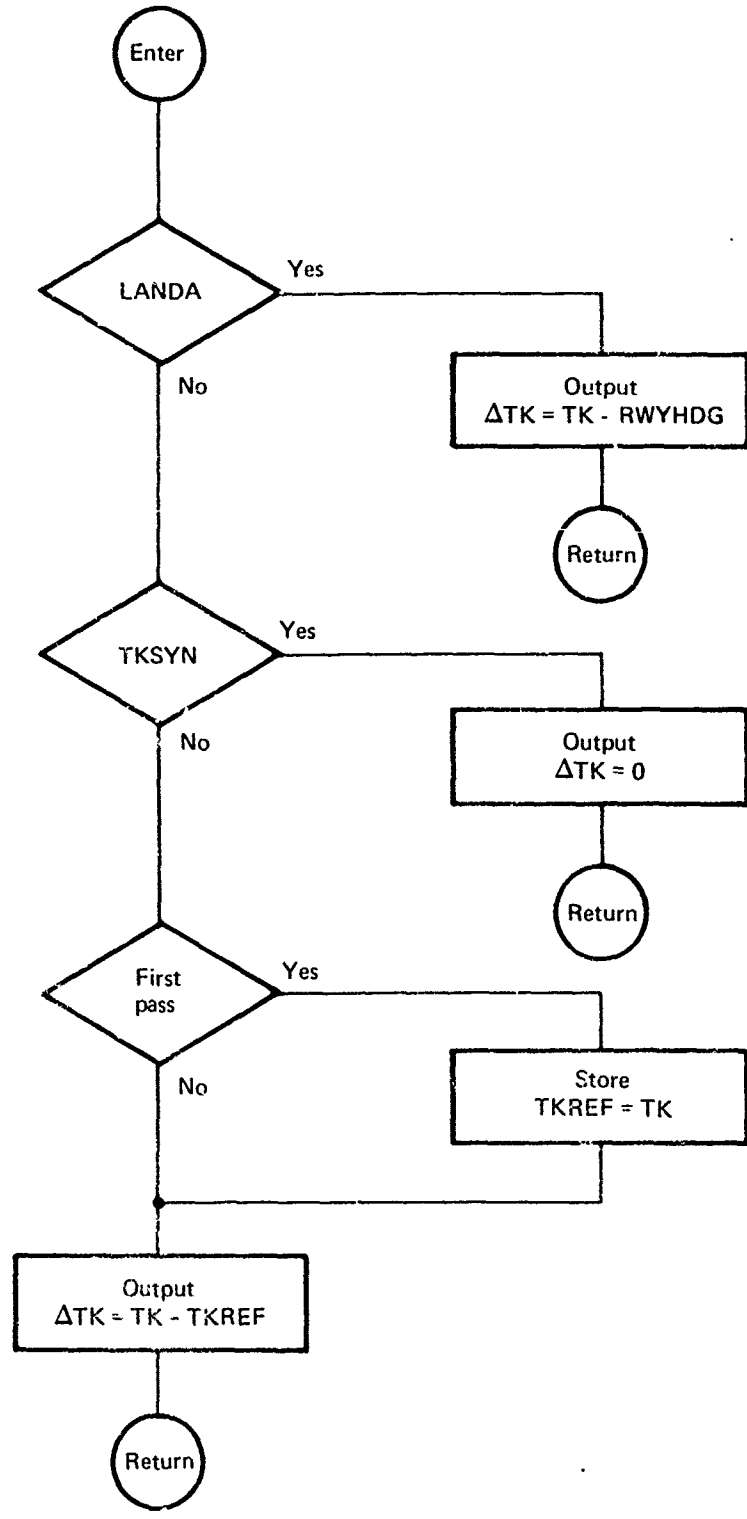 Enter
LANDA
Yes
No
Output
ΔTK = TK - RWYHDG
Return
TKSYN
Yes
No
Output
ΔTK = 0
Return
First
pass
Yes
No
Store
TKREF = TK
Output
ΔTK = TK - TKREF
Return